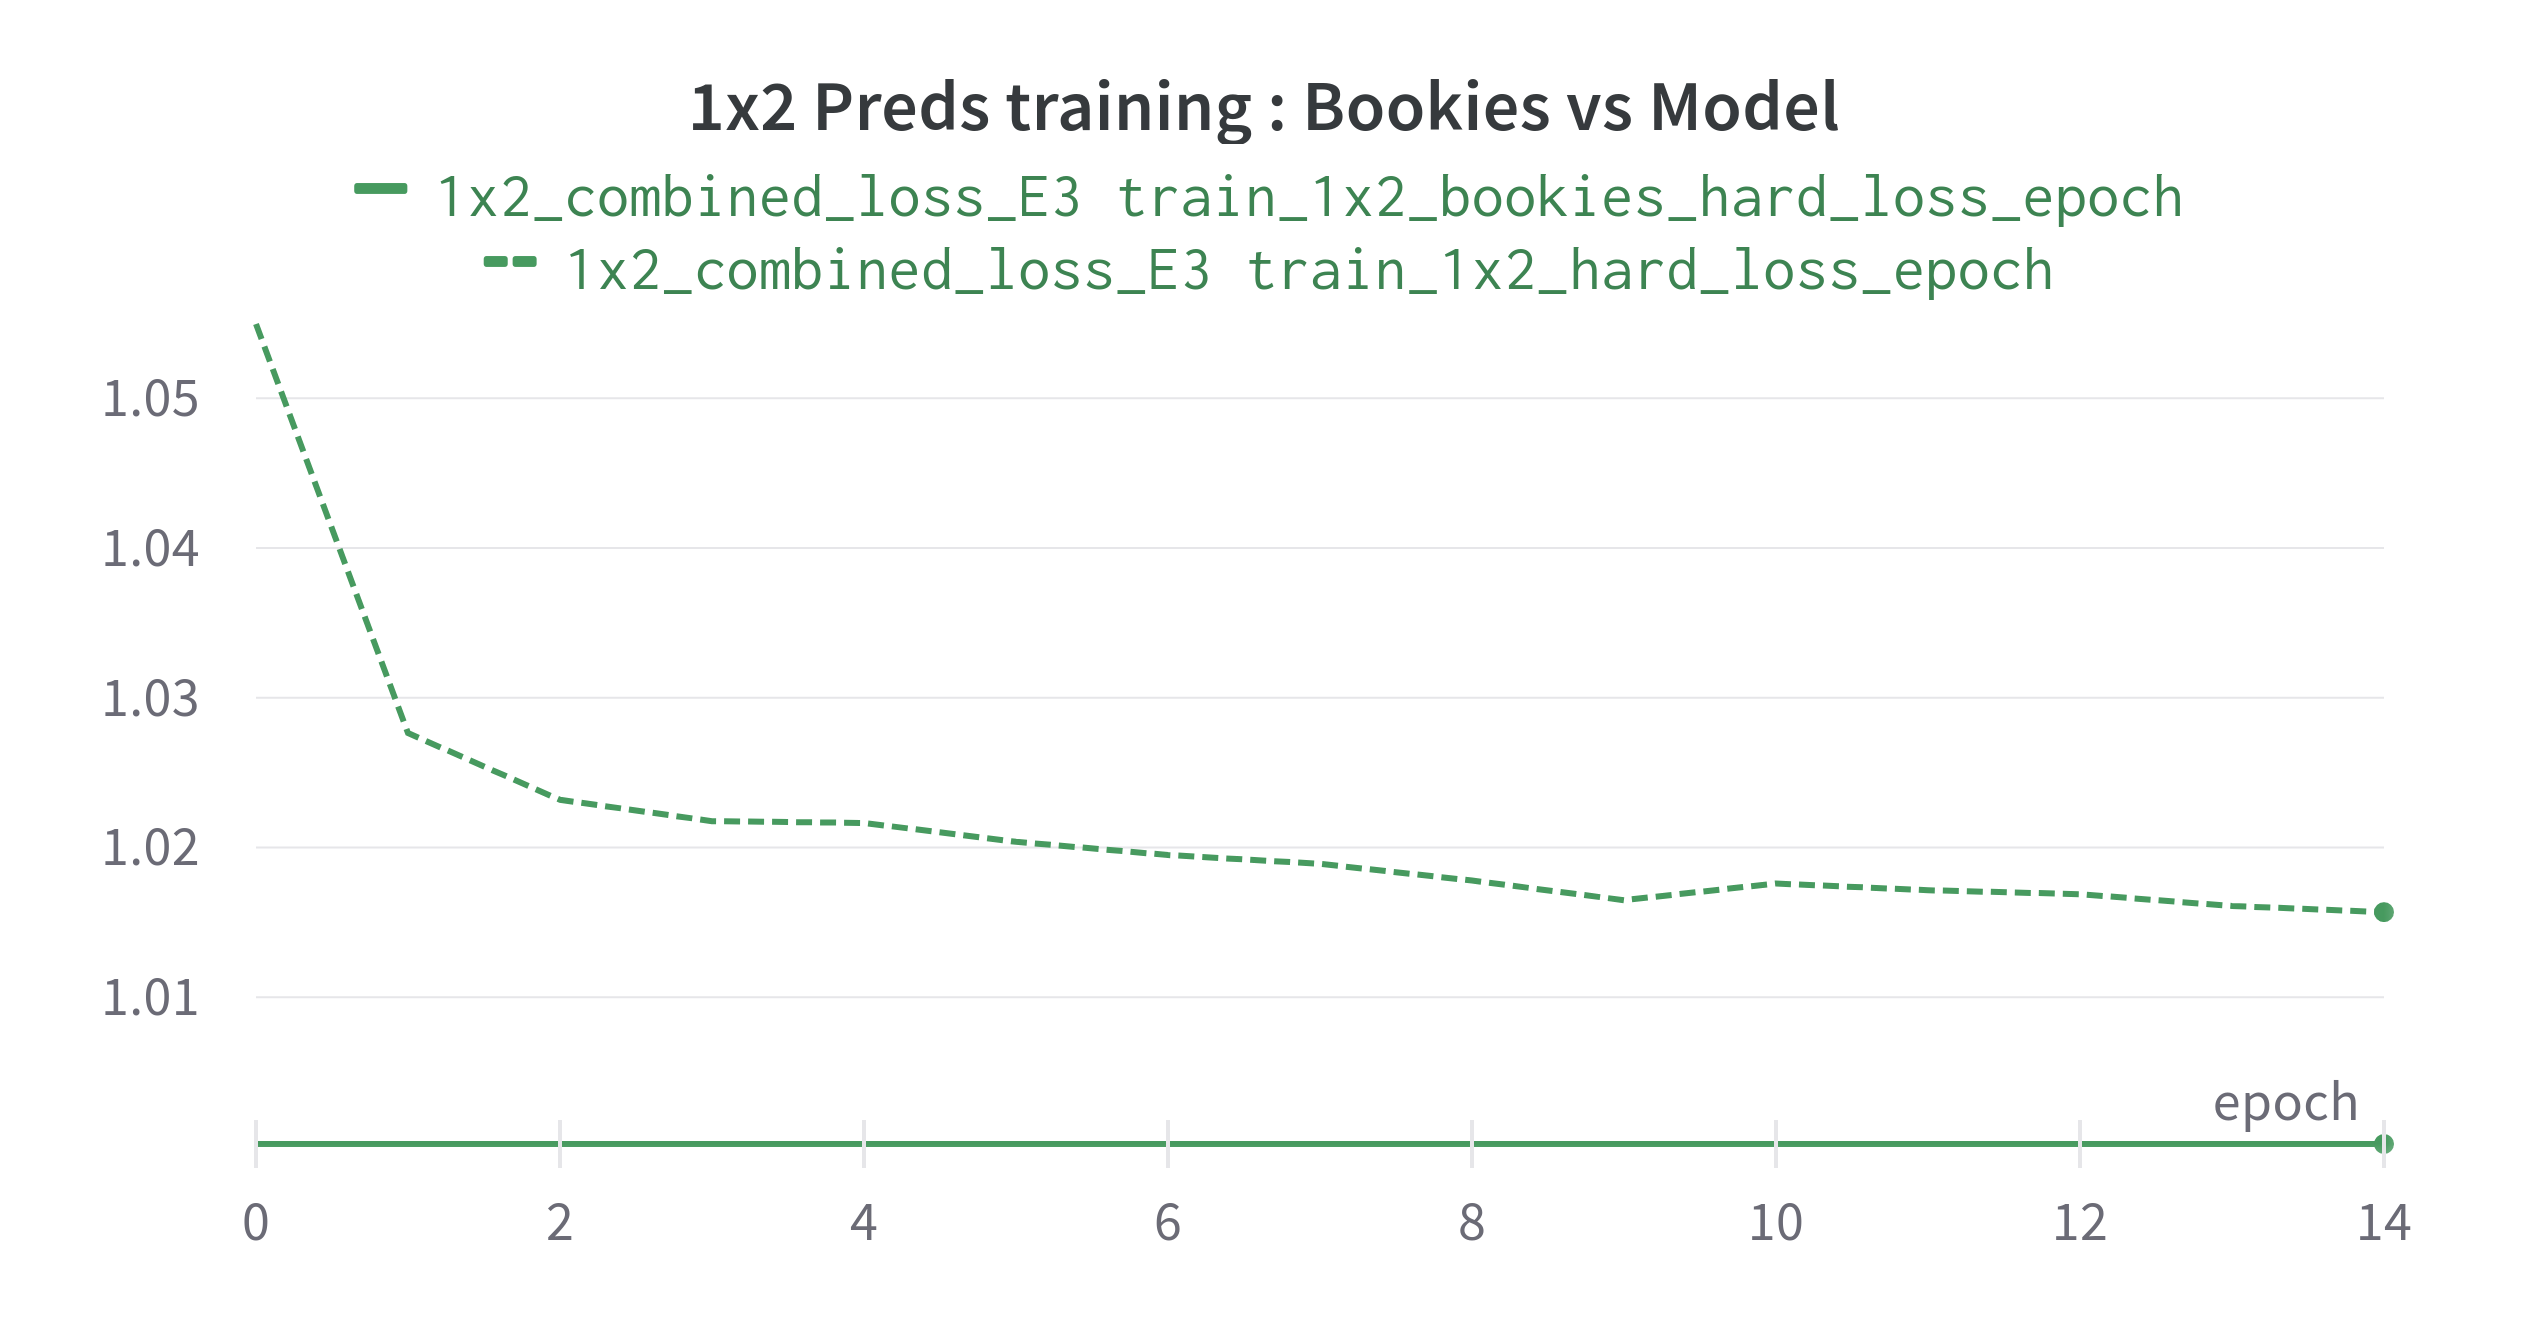 1x2 Preds training : Bookies vs Model
1x2_combined_loss_E3 train_1x2_bookies_hard_loss_epoch
1x2_combined_loss_E3 train_1x2_hard_loss_epoch
1.05
1.04
1.03
1.02
1.01
epoch
0 2 4 6 8 10 12 14